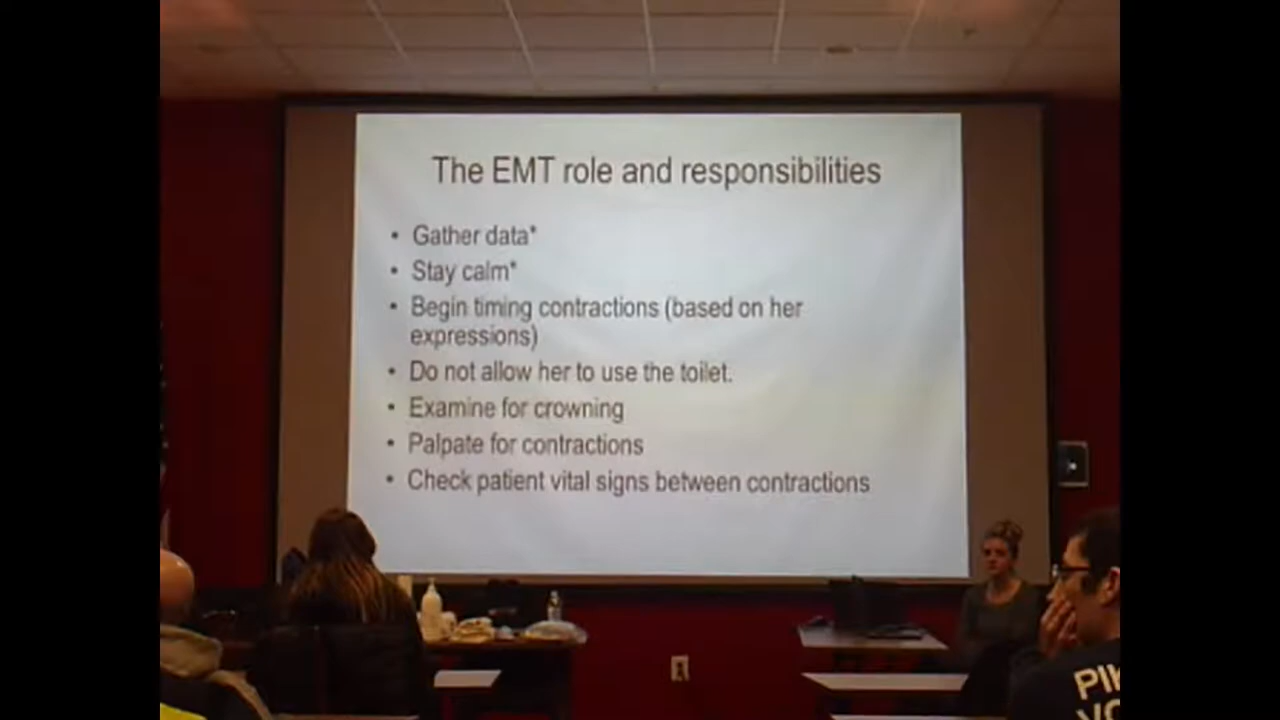 The EMT role and responsibilities
• Gather data*
• Stay calm*
• Begin timing contractions (based on her
expressions)
• Do not allow her to use the toilet.
• Examine for crowning
• Palpate for contractions
• Check patient vital signs between contractions